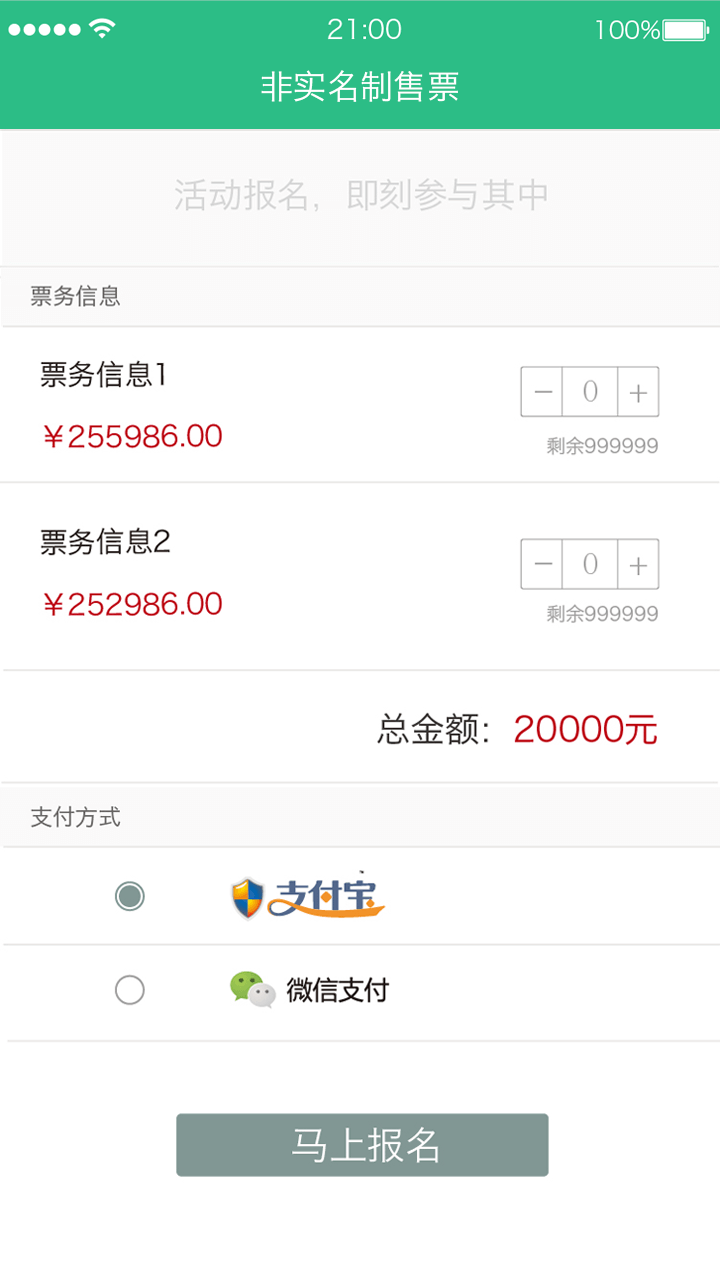 21:00
100%
非实名制售票
活动报名，即刻参与其中
票务信息
票务信息1
￥255986.00
0
剩余999999
票务信息2
￥252986.00
0
剩余999999
总金额：20000元
支付方式
支付宝
微信支付
马上报名